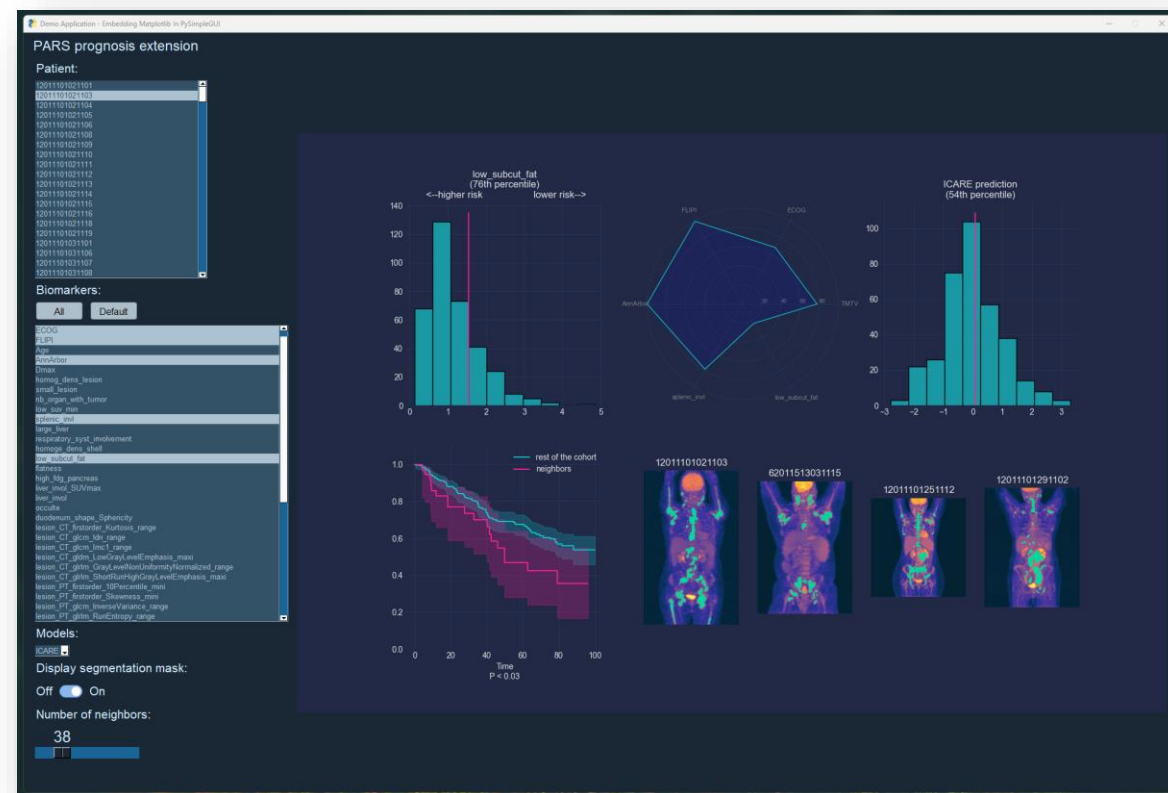 Demo Application - Embedding Matplotlib In PySimpleGUI
PARS prognosis extension
Patient:
12011101021101
12011101021103
12011101021104
12011101021105
12011101021106
12011101021108
12011101021109
12011101021110
12011101021111
12011101021112
12011101021113
12011101021114
12011101021115
12011101021116
12011101021118
12011101021119
12011101031101
12011101031106
12011101031107
12011101031108
Biomarkers:
All Default
ECOG
FLIPI
Age
AnnArbor
Dmax
homog_dens_lesion
small_lesion
nb_organ_with_tumor
low_suv_min
splenic_invl
large_liver
respiratory_syst_involvement
homoge_dens_shell
low_subcut_fat
flatness
high_fdg_pancreas
liver_invol_SUVmax
liver_invol
occulte
duodenum_shape_Sphericity
lesion_CT_firstorder_Kurtosis_range
lesion_CT_glcm_Idn_range
lesion_CT_glcm_Imc1_range
lesion_CT_gldm_LowGrayLevelEmphasis_maxi
lesion_CT_glrlm_GrayLevelNonUniformityNormalized_range
lesion_CT_glrlm_ShortRunHighGrayLevelEmphasis_maxi
lesion_PT_firstorder_10Percentile_mini
lesion_PT_firstorder_Skewness_mini
lesion_PT_glcm_InverseVariance_range
lesion_PT_glrlm_RunEntropy_range
Models:
ICARE
Display segmentation mask:
Off On
Number of neighbors:
38
low_subcut_fat
(76th percentile)
<--higher risk lower risk-->
140
120
100
80
60
40
20
0
0 1 2 3 4 5
FLIPI ECOG
AnnArbor 20 40 60 80 TMTV
splenic_invl low_subcut_fat
ICARE prediction
(54th percentile)
100
80
60
40
20
0
−3 −2 −1 0 1 2 3
rest of the cohort
neighbors
1.0
0.8
0.6
0.4
0.2
0.0
0 20 40 60 80 100
Time
P < 0.03
12011101021103
62011513031115
12011101251112
12011101291102